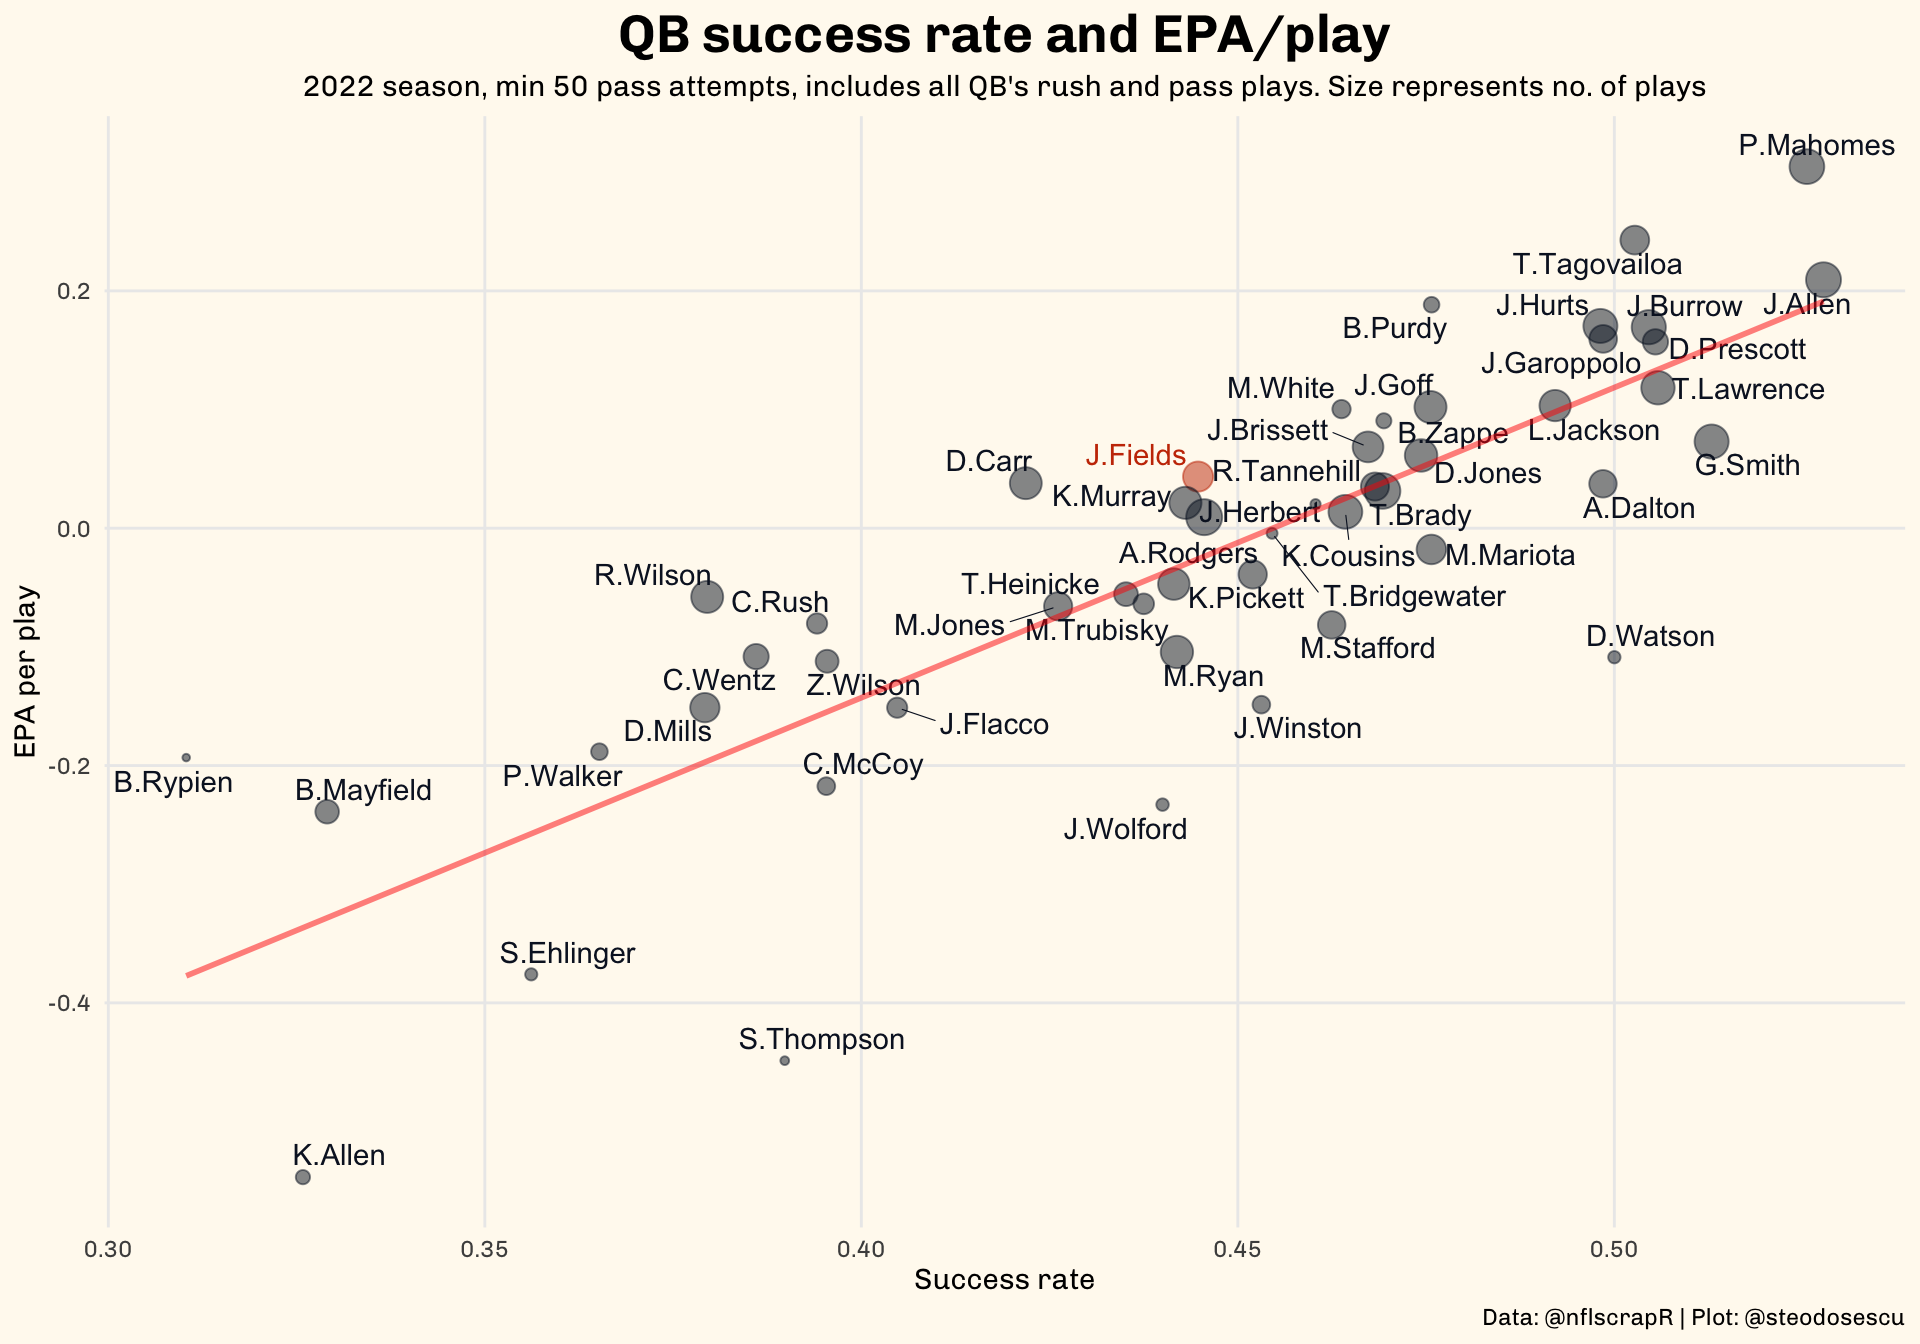 QB success rate and EPA/play
2022 season, min 50 pass attempts, includes all QB's rush and pass plays. Size represents no. of plays
P.Mahomes
T.Tagovailoa
0.2
J.Hurts
J.Burrow
J.Allen
B.Purdy
D.Prescott
J.Garoppolo
M.White
J.Goff
T.Lawrence
J.Brissett
B.Zappe
L.Jackson
D.Carr
J.Fields
R.Tannehill
D.Jones
G.Smith
K.Murray
J.Herbert
T.Brady
A.Dalton
0.0
A.Rodgers
K.Cousins
M.Mariota
R.Wilson
T.Heinicke
C.Rush
K.Pickett
T.Bridgewater
M.Jones
M.Trubisky
D.Watson
M.Stafford
C.Wentz
Z.Wilson
M.Ryan
D.Mills
J.Flacco
J.Winston
-0.2
B.Rypien
B.Mayfield
P.Walker
C.McCoy
J.Wolford
S.Ehlinger
-0.4
S.Thompson
K.Allen
EPA per play
0.30
0.35
0.40
0.45
0.50
Success rate
Data: @nflscrapR | Plot: @steodosescu